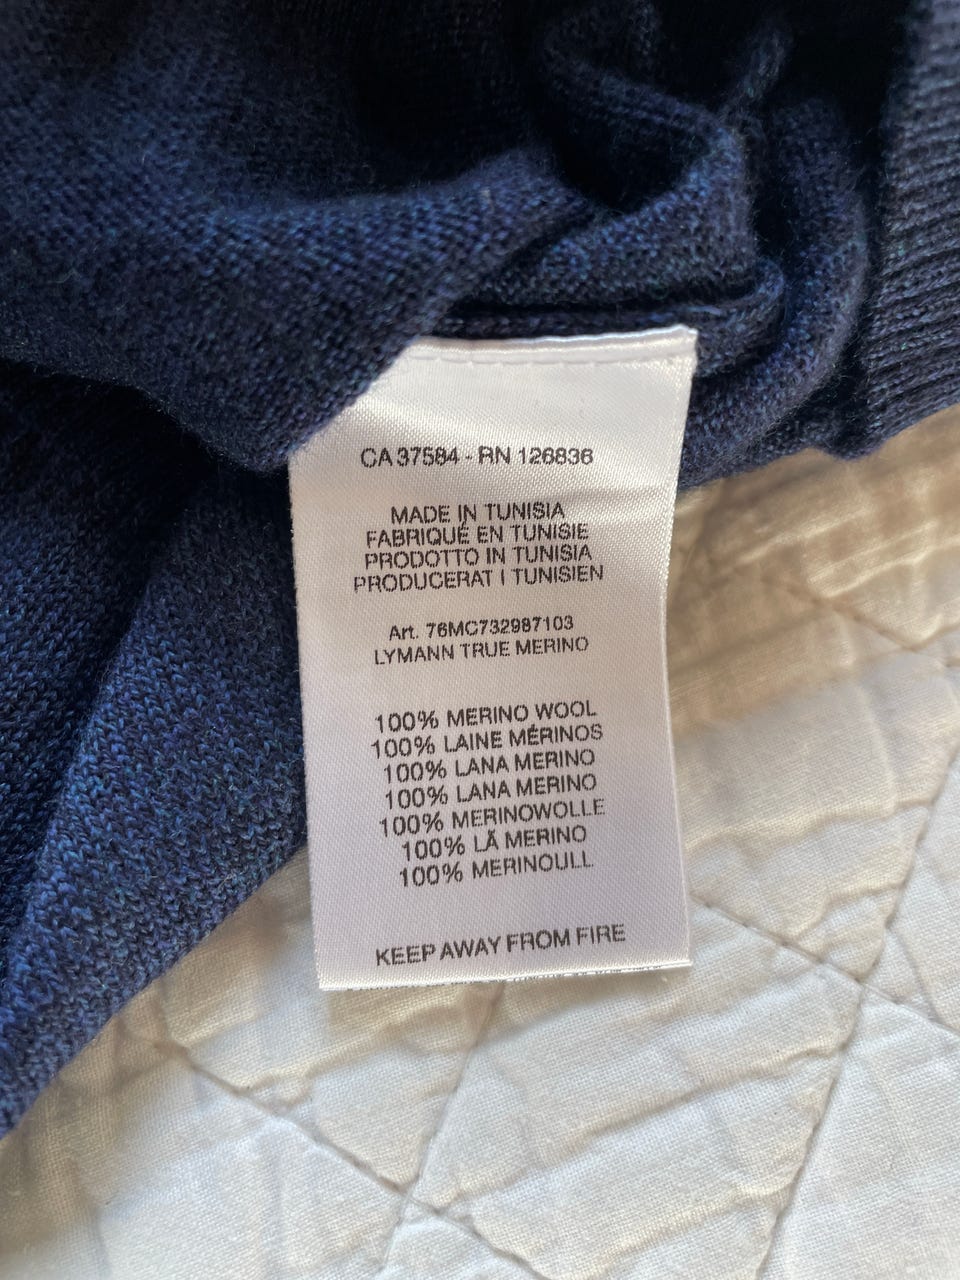 CA 37584 - RN 126836
MADE IN TUNISIA
FABRIQUÉ EN TUNISIE
PRODOTTO IN TUNISIA
PRODUCERAT I TUNISIEN
Art. 76MC732987103
LYMANN TRUE MERINO
100% MERINO WOOL
100% LAINE MÉRINOS
100% LANA MERINO
100% LANA MERINO
100% MERINOWOLLE
100% LÃ MERINO
100% MERINOULL
KEEP AWAY FROM FIRE